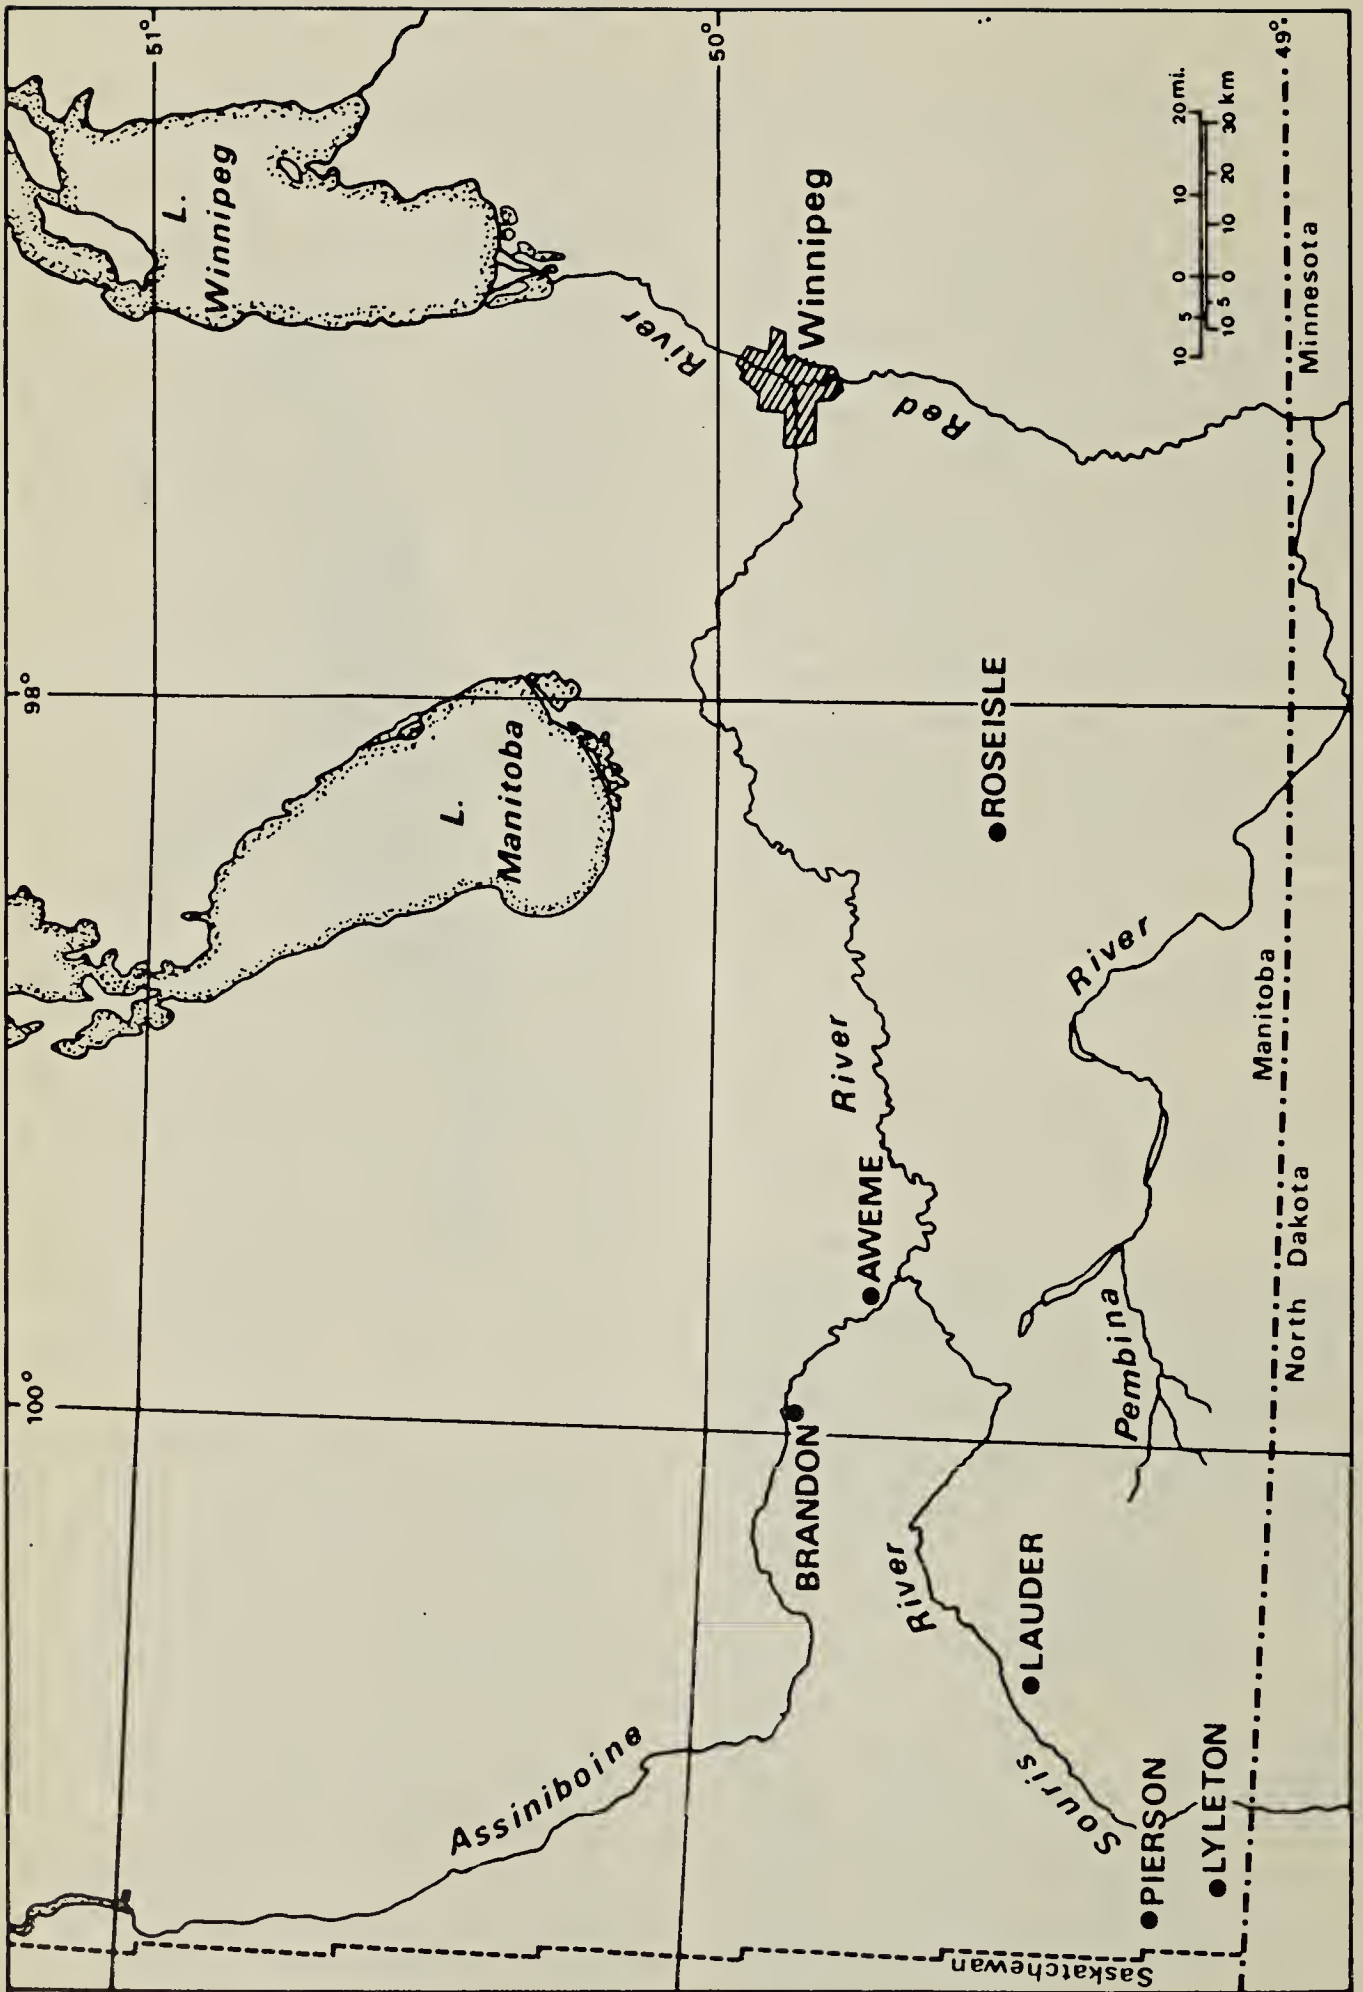 100°
98°
51°
50°
49°
L.
Winnipeg
L.
Manitoba
Assiniboine
River
River
Winnipeg
Red
BRANDON
AWEME
ROSEISLE
River
Souris
LAUDER
PIERSON
LYLETON
Pembina
River
Saskatchewan
Manitoba
North Dakota
Minnesota
10 5 0 10 20 mi.
10 5 0 10 20 30 km